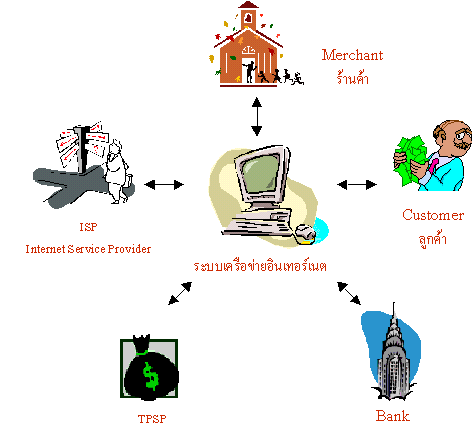 Merchant
ร้านค้า
ISP
Internet Service Provider
Customer
ลูกค้า
ระบบเครือข่ายอินเทอร์เนต
$
TPSP
Bank